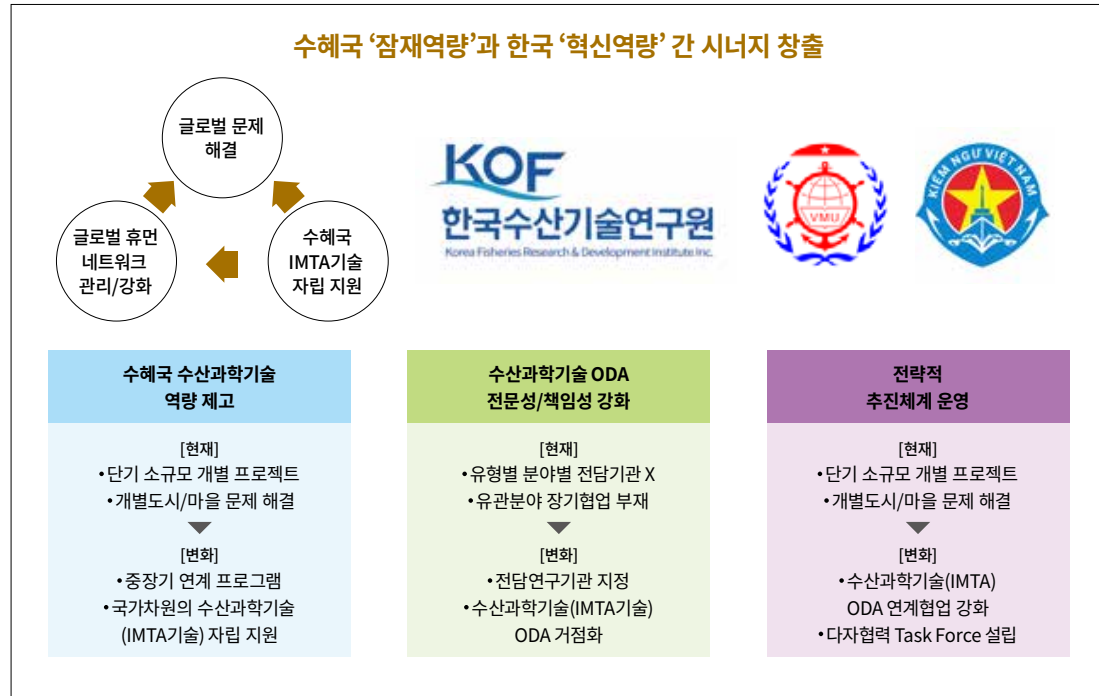 수혜국 ‘잠재역량’과 한국 ‘혁신역량’ 간 시너지 창출
글로벌 문제
해결
글로벌 휴먼
네트워크
관리/강화
수혜국
IMTA기술
자립 지원
KOF
한국수산기술연구원
Korea Fisheries Research & Development Institute Inc.
VMU
KIỂM NGƯ VIỆT NAM
수혜국 수산과학기술
역량 제고
[현재]
•단기 소규모 개별 프로젝트
•개별도시/마을 문제 해결
[변화]
•중장기 연계 프로그램
•국가차원의 수산과학기술
(IMTA기술) 자립 지원
수산과학기술 ODA
전문성/책임성 강화
[현재]
•유형별 분야별 전담기관 X
•유관분야 장기협업 부재
[변화]
•전담연구기관 지정
•수산과학기술(IMTA기술)
ODA 거점화
전략적
추진체계 운영
[현재]
•단기 소규모 개별 프로젝트
•개별도시/마을 문제 해결
[변화]
•수산과학기술(IMTA)
ODA 연계협업 강화
•다자협력 Task Force 설립